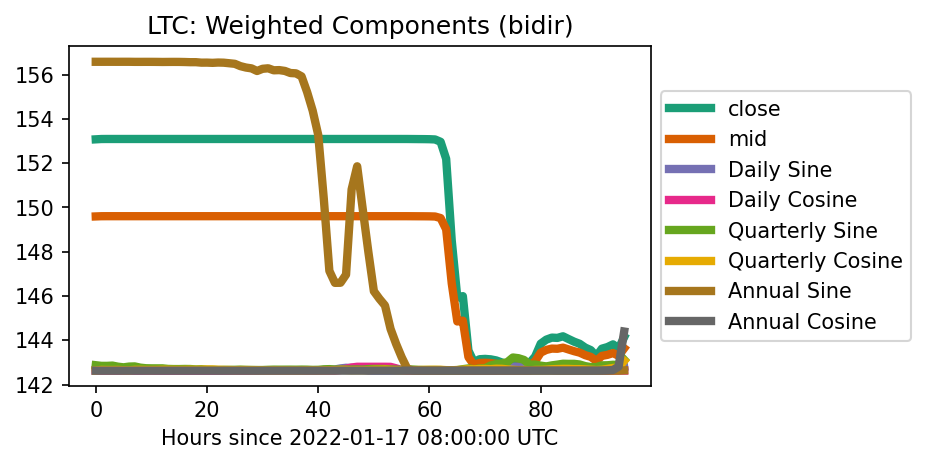 LTC: Weighted Components (bidir)
156
154
152
150
148
146
144
142
0
20
40
60
80
Hours since 2022-01-17 08:00:00 UTC
close
mid
Daily Sine
Daily Cosine
Quarterly Sine
Quarterly Cosine
Annual Sine
Annual Cosine